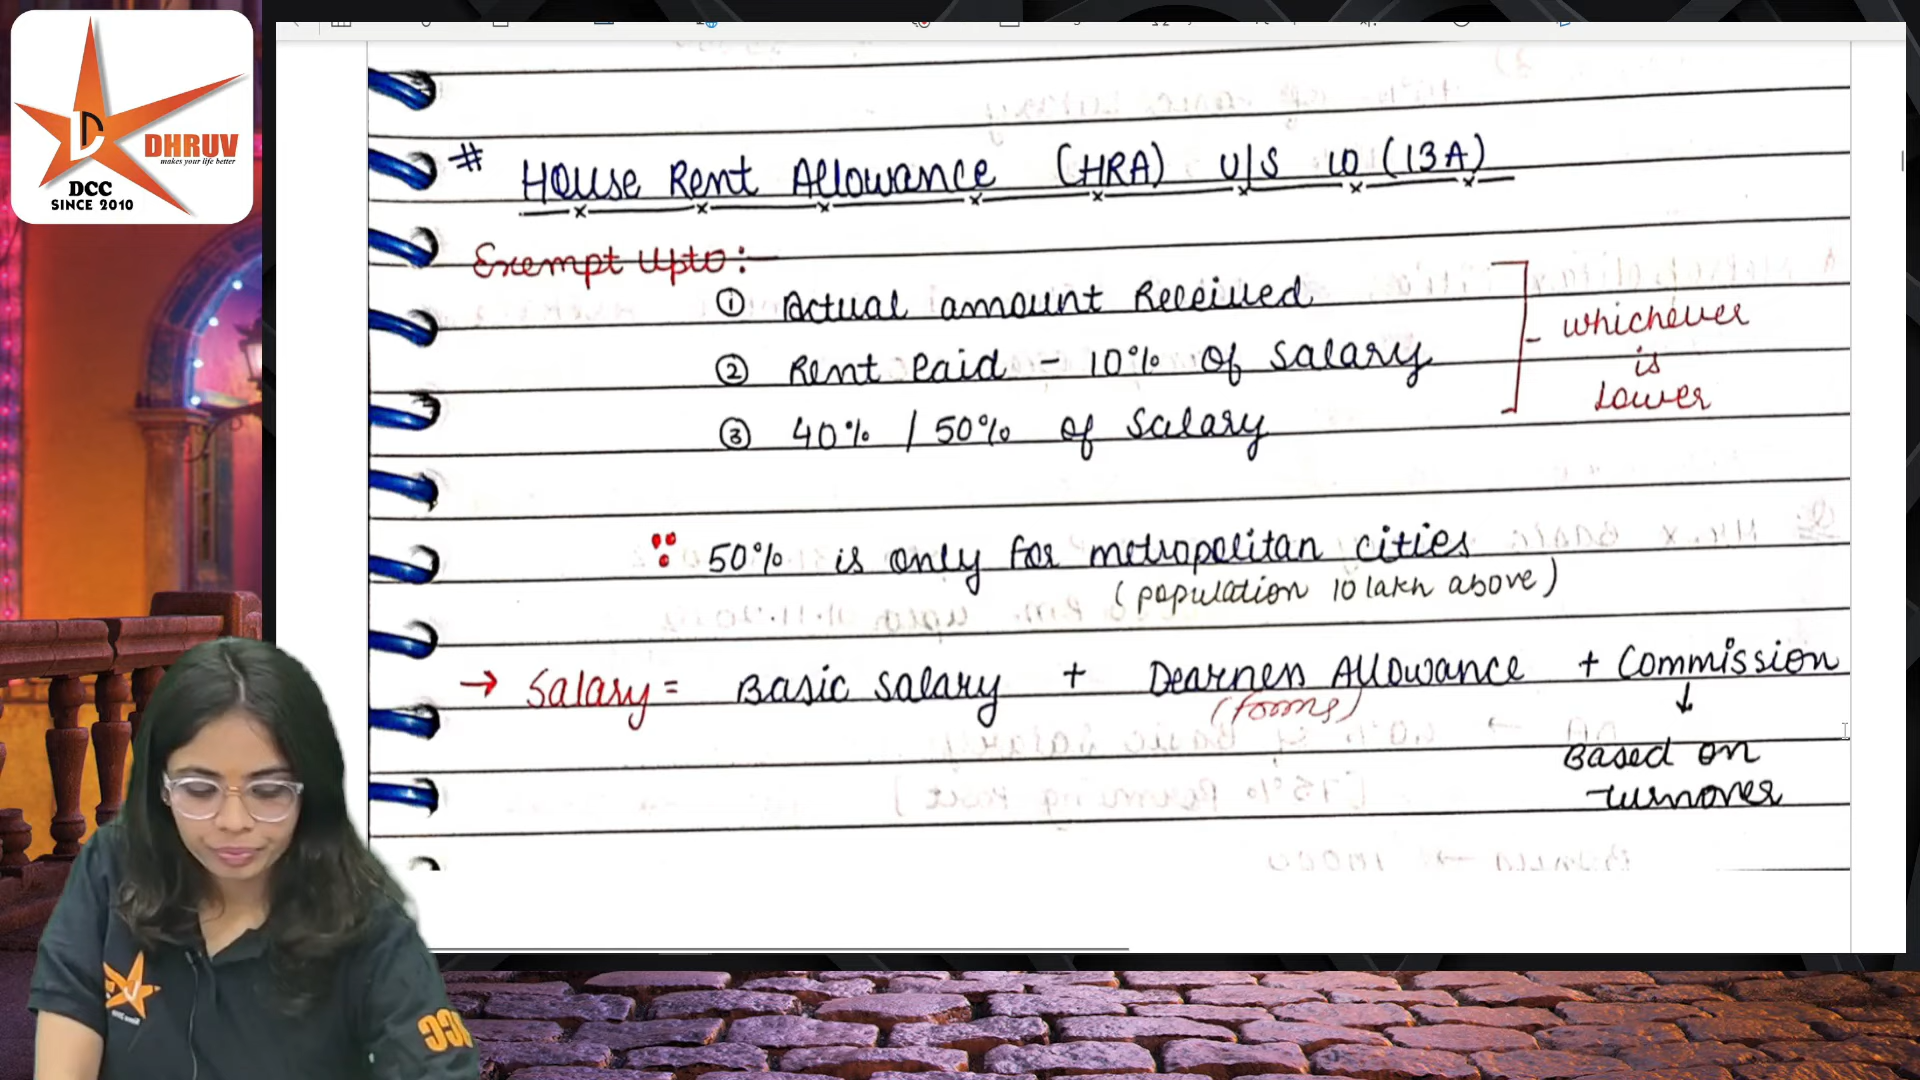 DC
DHRUV
makes your life better
DCC
SINCE 2010
# House Rent Allowance (HRA) U/S 10 (13A)
Exempt Upto :-
① Actual amount Received
② Rent Paid - 10% Of Salary
③ 40% / 50% of Salary
whichever
is
Lower
50% is only for metropolitan cities
(population 10 lakh above)
→ Salary = Basic Salary + Dearness Allowance + Commission
(forms)
↓
Based on
turnover